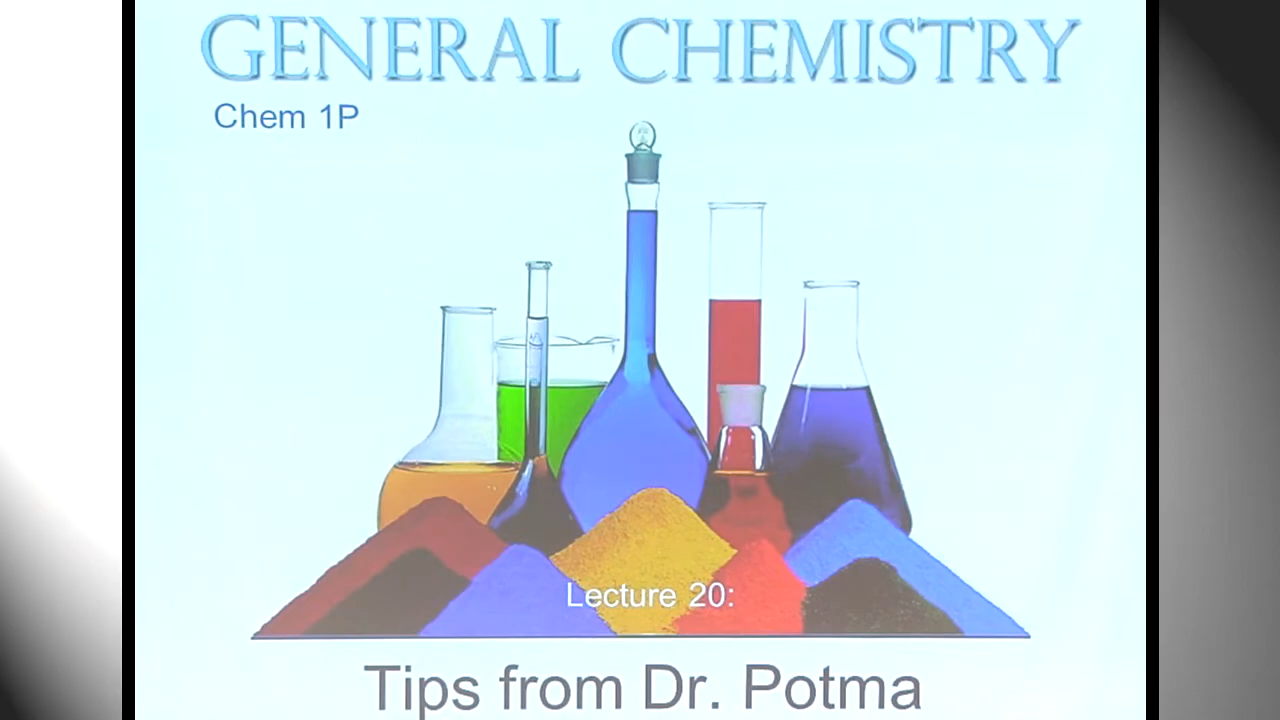 GENERAL CHEMISTRY
Chem 1P
Lecture 20:
Tips from Dr. Potma